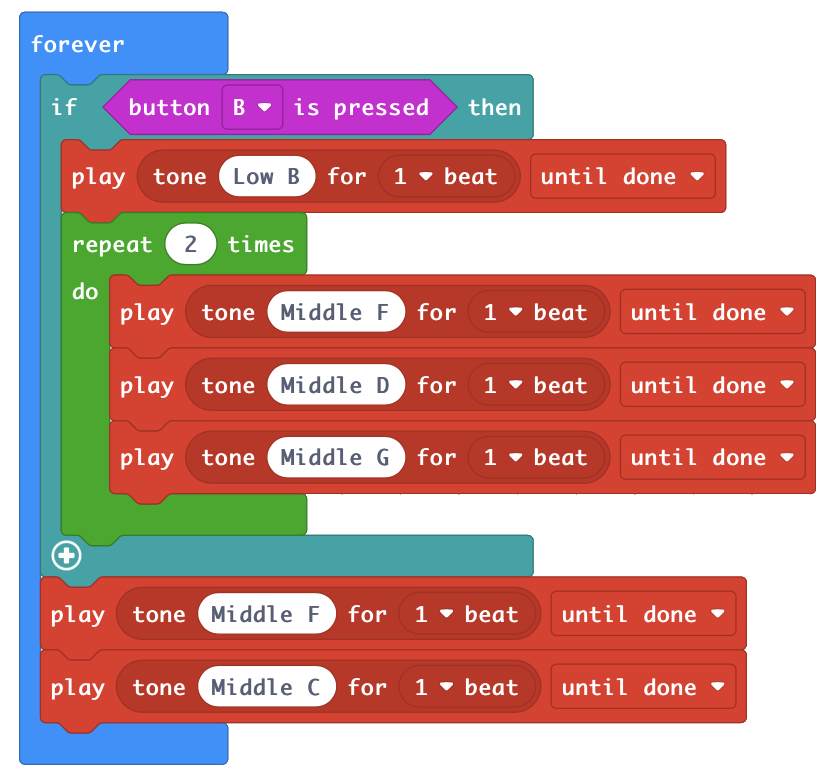 forever
if button B is pressed then
play tone Low B for 1 beat until done
repeat 2 times
do
play tone Middle F for 1 beat until done
play tone Middle D for 1 beat until done
play tone Middle G for 1 beat until done
play tone Middle F for 1 beat until done
play tone Middle C for 1 beat until done